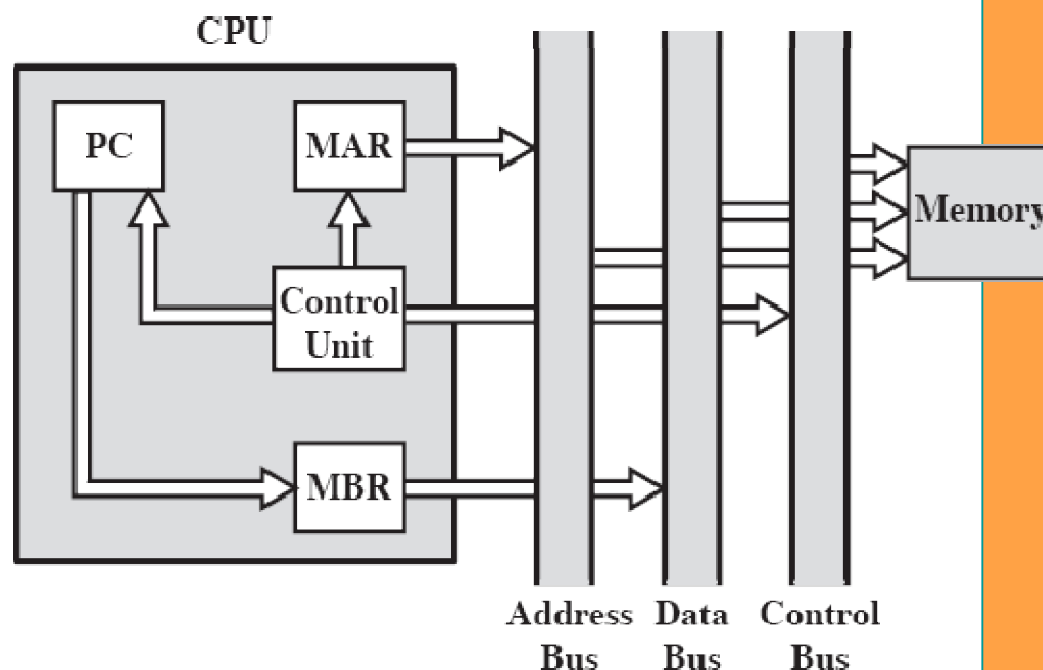 CPU
PC
MAR
Memory
Control
Unit
MBR
Address Data Control
Bus Bus Bus